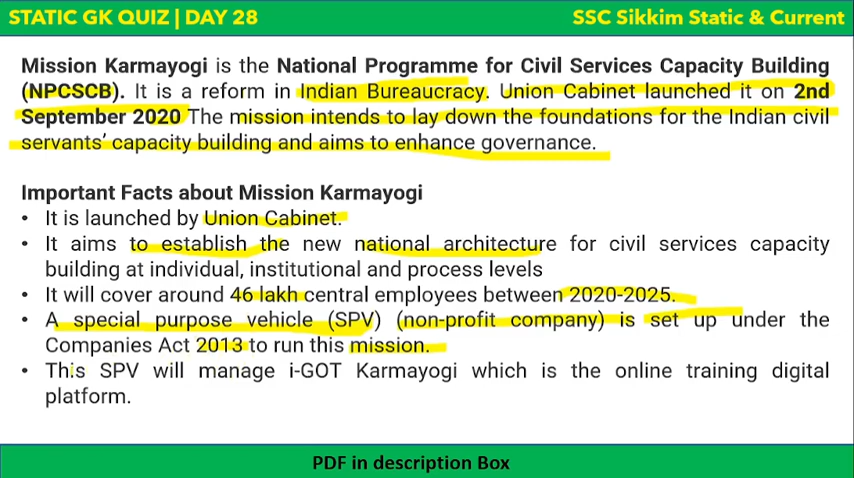 STATIC GK QUIZ | DAY 28
SSC Sikkim Static & Current
Mission Karmayogi is the National Programme for Civil Services Capacity Building
(NPCSCB). It is a reform in Indian Bureaucracy. Union Cabinet launched it on 2nd
September 2020 The mission intends to lay down the foundations for the Indian civil
servants' capacity building and aims to enhance governance.
Important Facts about Mission Karmayogi
• It is launched by Union Cabinet.
• It aims to establish the new national architecture for civil services capacity
building at individual, institutional and process levels
• It will cover around 46 lakh central employees between 2020-2025.
• A special purpose vehicle (SPV) (non-profit company) is set up under the
Companies Act 2013 to run this mission.
• This SPV will manage i-GOT Karmayogi which is the online training digital
platform.
PDF in description Box